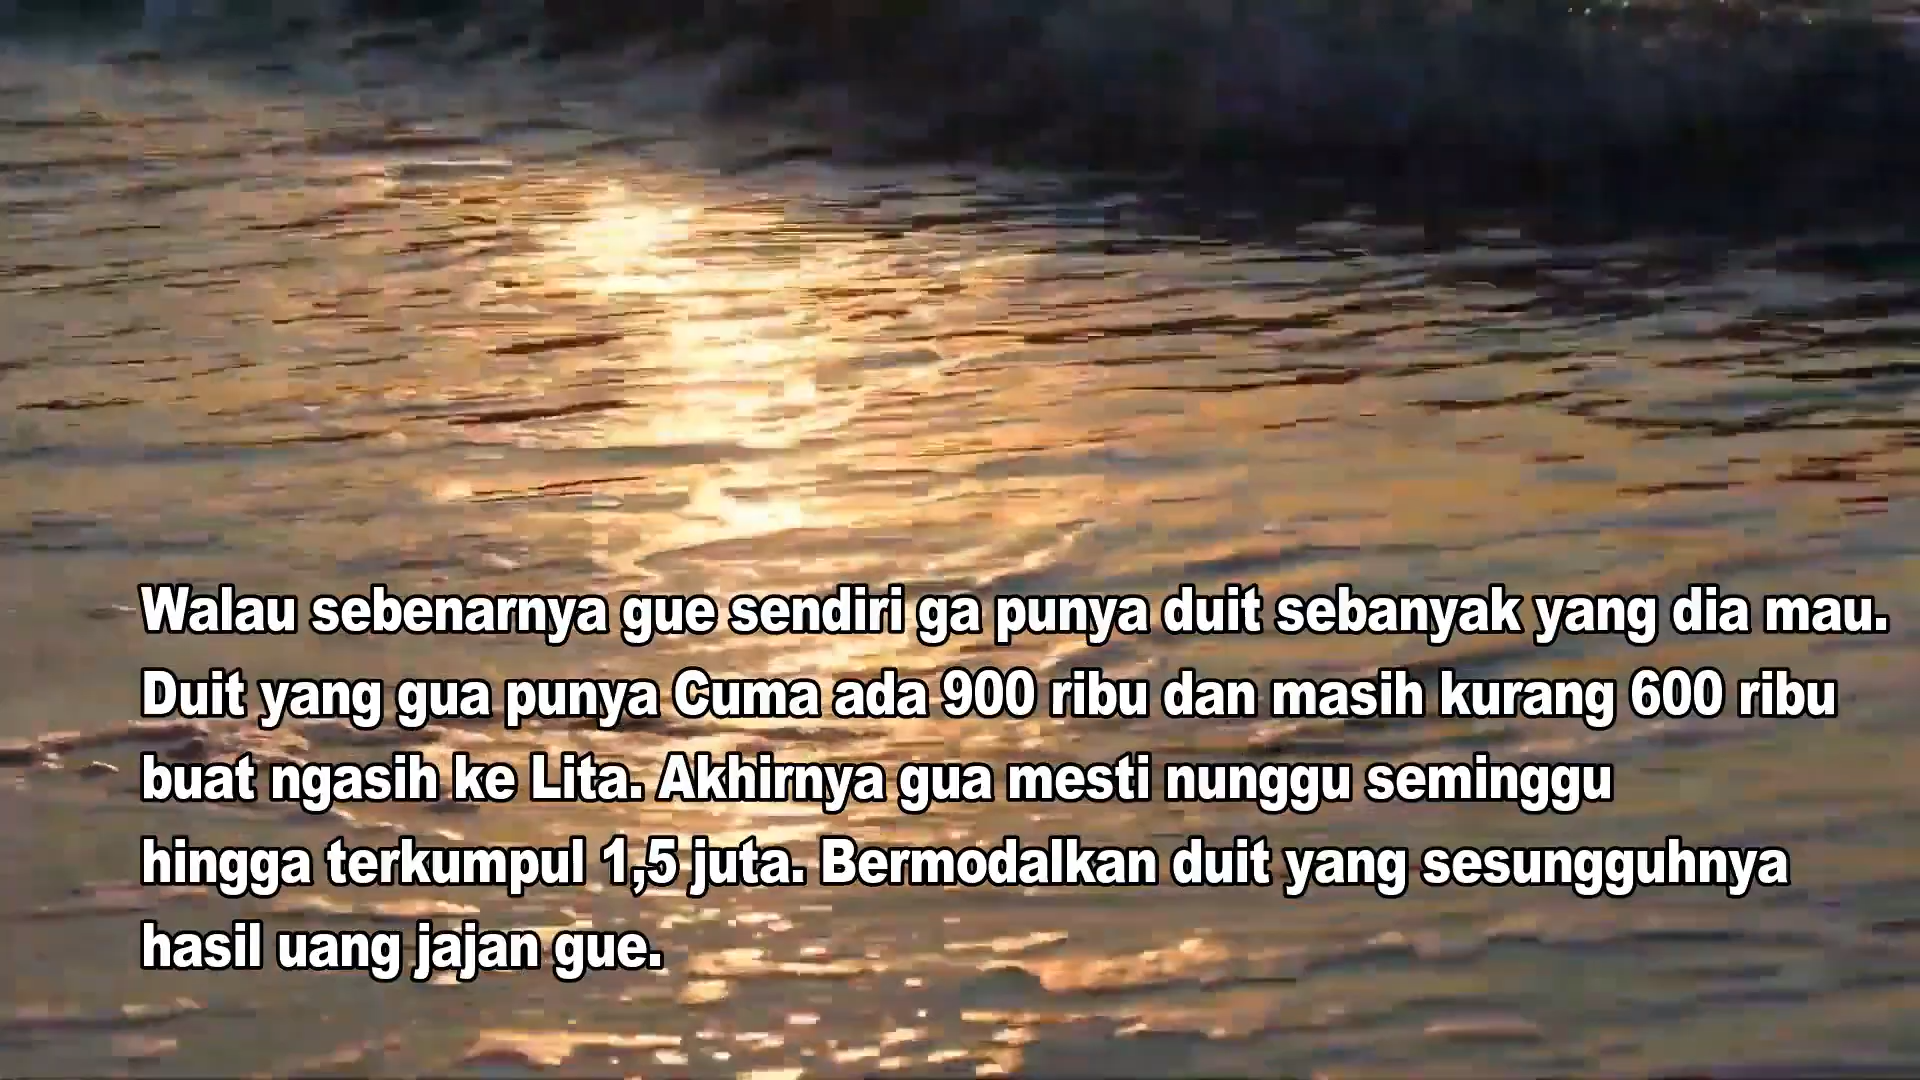 Walau sebenarnya gue sendiri ga punya duit sebanyak yang dia mau.
Duit yang gua punya Cuma ada 900 ribu dan masih kurang 600 ribu
buat ngasih ke Lita. Akhirnya gua mesti nunggu seminggu
hingga terkumpul 1,5 juta. Bermodalkan duit yang sesungguhnya
hasil uang jajan gue.